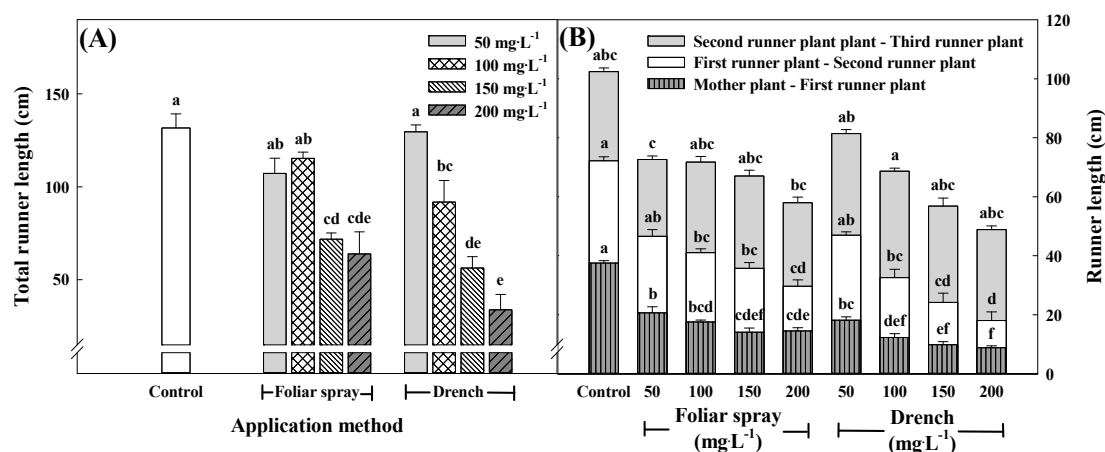 (A)
50 mg·L⁻¹
100 mg·L⁻¹
150 mg·L⁻¹
200 mg·L⁻¹
Total runner length (cm)
150
100
50
a
ab ab cd cde
a bc de e
Control Foliar spray Drench
Application method
(B)
Second runner plant plant - Third runner plant
First runner plant - Second runner plant
Mother plant - First runner plant
abc c abc abc bc ab a abc abc
a ab bc bc cd ab bc cd d
a b bcd cdef cde bc def ef f
120
100
80
60
40
20
0
Runner length (cm)
Control 50 100 150 200 50 100 150 200
Foliar spray Drench
(mg·L⁻¹) (mg·L⁻¹)